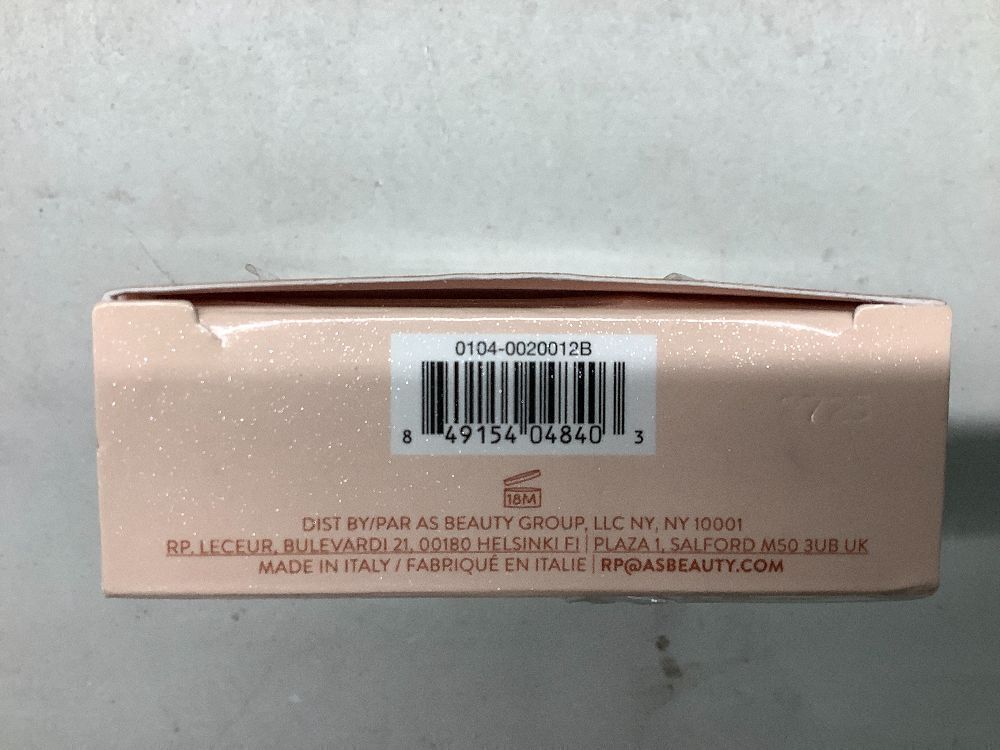 0104-0020012B
8 49154 04840 3
18M
DIST BY/PAR AS BEAUTY GROUP, LLC NY, NY 10001
RP. LECEUR, BULEVARDI 21, 00180 HELSINKI FI | PLAZA 1, SALFORD M50 3UB UK
MADE IN ITALY / FABRIQUÉ EN ITALIE | RP@ASBEAUTY.COM